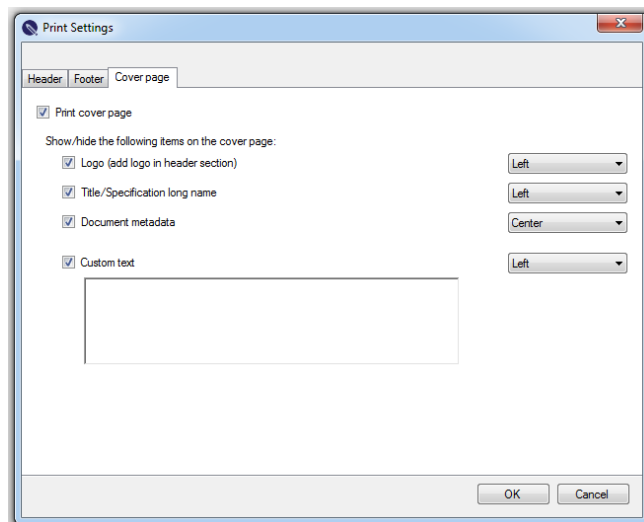 Print Settings
Header Footer Cover page
Print cover page
Show/hide the following items on the cover page:
Logo (add logo in header section) Left
Title/Specification long name Left
Document metadata Center
Custom text Left
OK Cancel